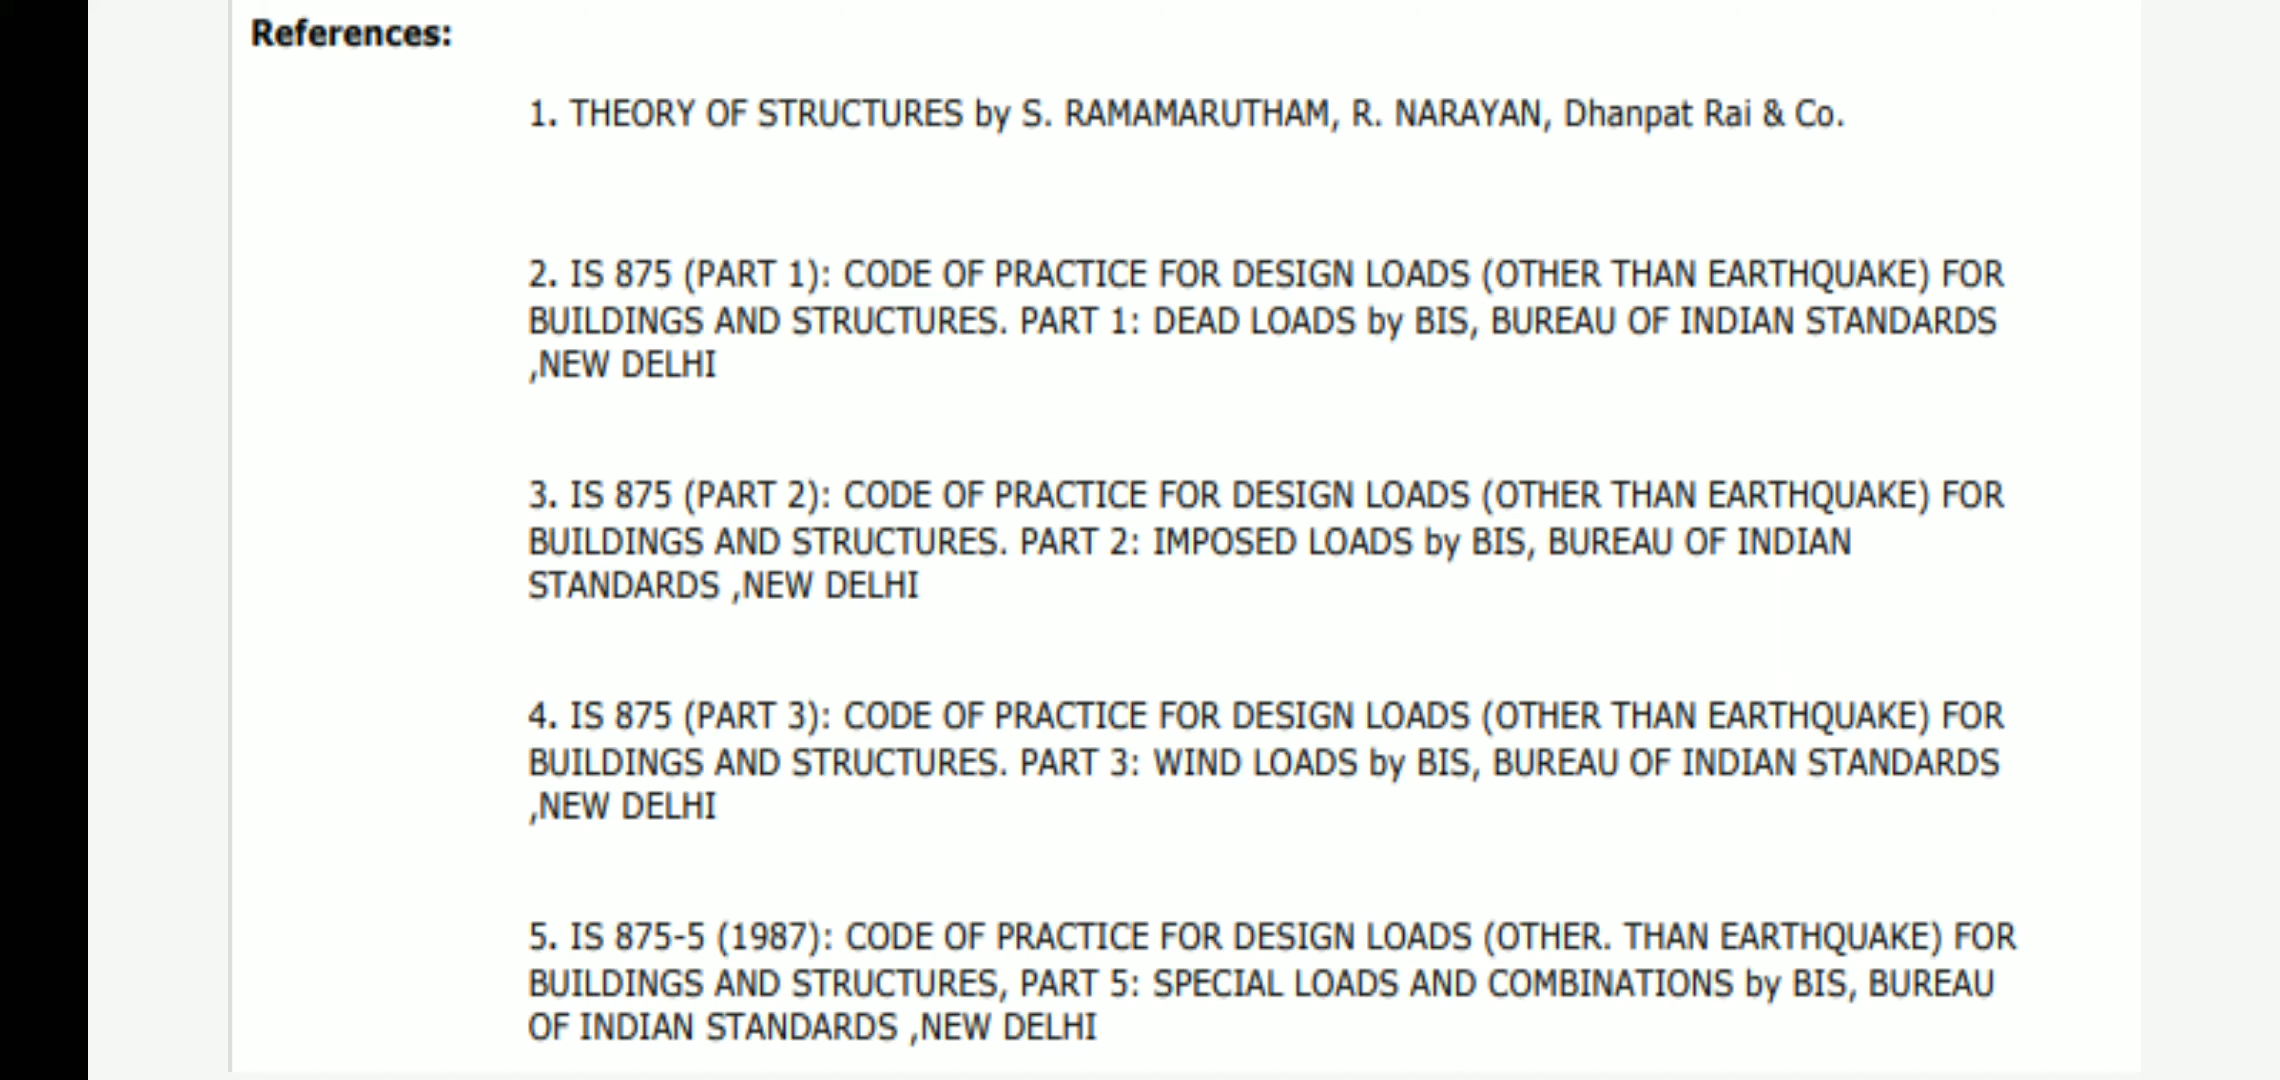 References:
1. THEORY OF STRUCTURES by S. RAMAMARUTHAM, R. NARAYAN, Dhanpat Rai & Co.
2. IS 875 (PART 1): CODE OF PRACTICE FOR DESIGN LOADS (OTHER THAN EARTHQUAKE) FOR
BUILDINGS AND STRUCTURES. PART 1: DEAD LOADS by BIS, BUREAU OF INDIAN STANDARDS
,NEW DELHI
3. IS 875 (PART 2): CODE OF PRACTICE FOR DESIGN LOADS (OTHER THAN EARTHQUAKE) FOR
BUILDINGS AND STRUCTURES. PART 2: IMPOSED LOADS by BIS, BUREAU OF INDIAN
STANDARDS ,NEW DELHI
4. IS 875 (PART 3): CODE OF PRACTICE FOR DESIGN LOADS (OTHER THAN EARTHQUAKE) FOR
BUILDINGS AND STRUCTURES. PART 3: WIND LOADS by BIS, BUREAU OF INDIAN STANDARDS
,NEW DELHI
5. IS 875-5 (1987): CODE OF PRACTICE FOR DESIGN LOADS (OTHER. THAN EARTHQUAKE) FOR
BUILDINGS AND STRUCTURES, PART 5: SPECIAL LOADS AND COMBINATIONS by BIS, BUREAU
OF INDIAN STANDARDS ,NEW DELHI